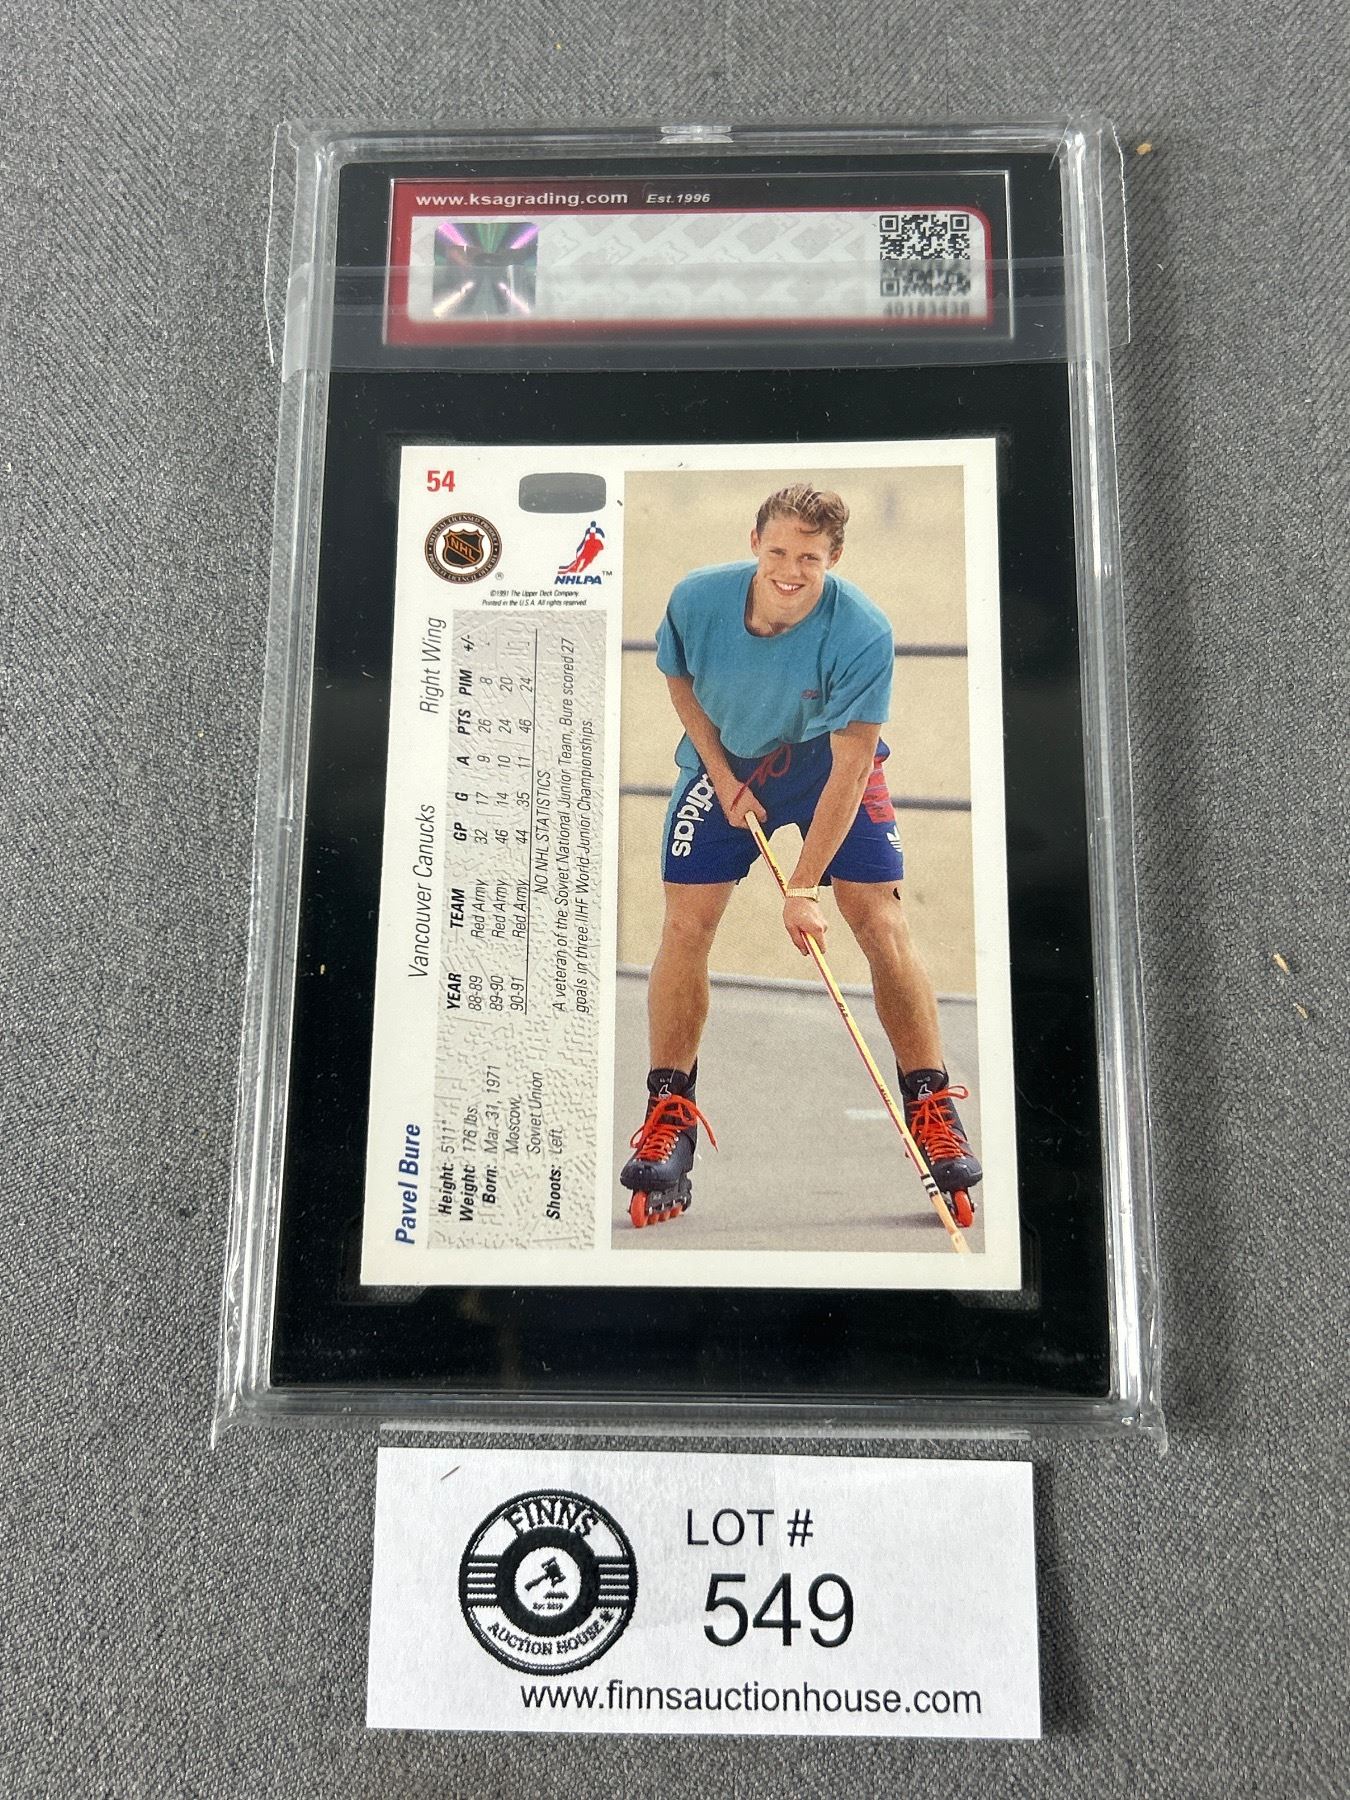 www.ksagrading.com Est.1996
40183438
54
NHL
®
NHLPA™
©1991 The Upper Deck Company.
Printed in the U.S.A. All rights reserved.
Pavel Bure Vancouver Canucks Right Wing
Height: 5'11"
Weight: 176 lbs.
Born: Mar. 31, 1971
Moscow,
Soviet Union
Shoots: Left
YEAR TEAM GP G A PTS PIM +/-
88-89 Red Army 32 17 9 26 8 -
89-90 Red Army 46 14 10 24 20
90-91 Red Army 44 35 11 46 24
NO NHL STATISTICS
A veteran of the Soviet National Junior Team, Bure scored 27
goals in three IIHF World Junior Championships.
adidas
FINNS
AUCTION HOUSE
LOT #
549
www.finnsauctionhouse.com